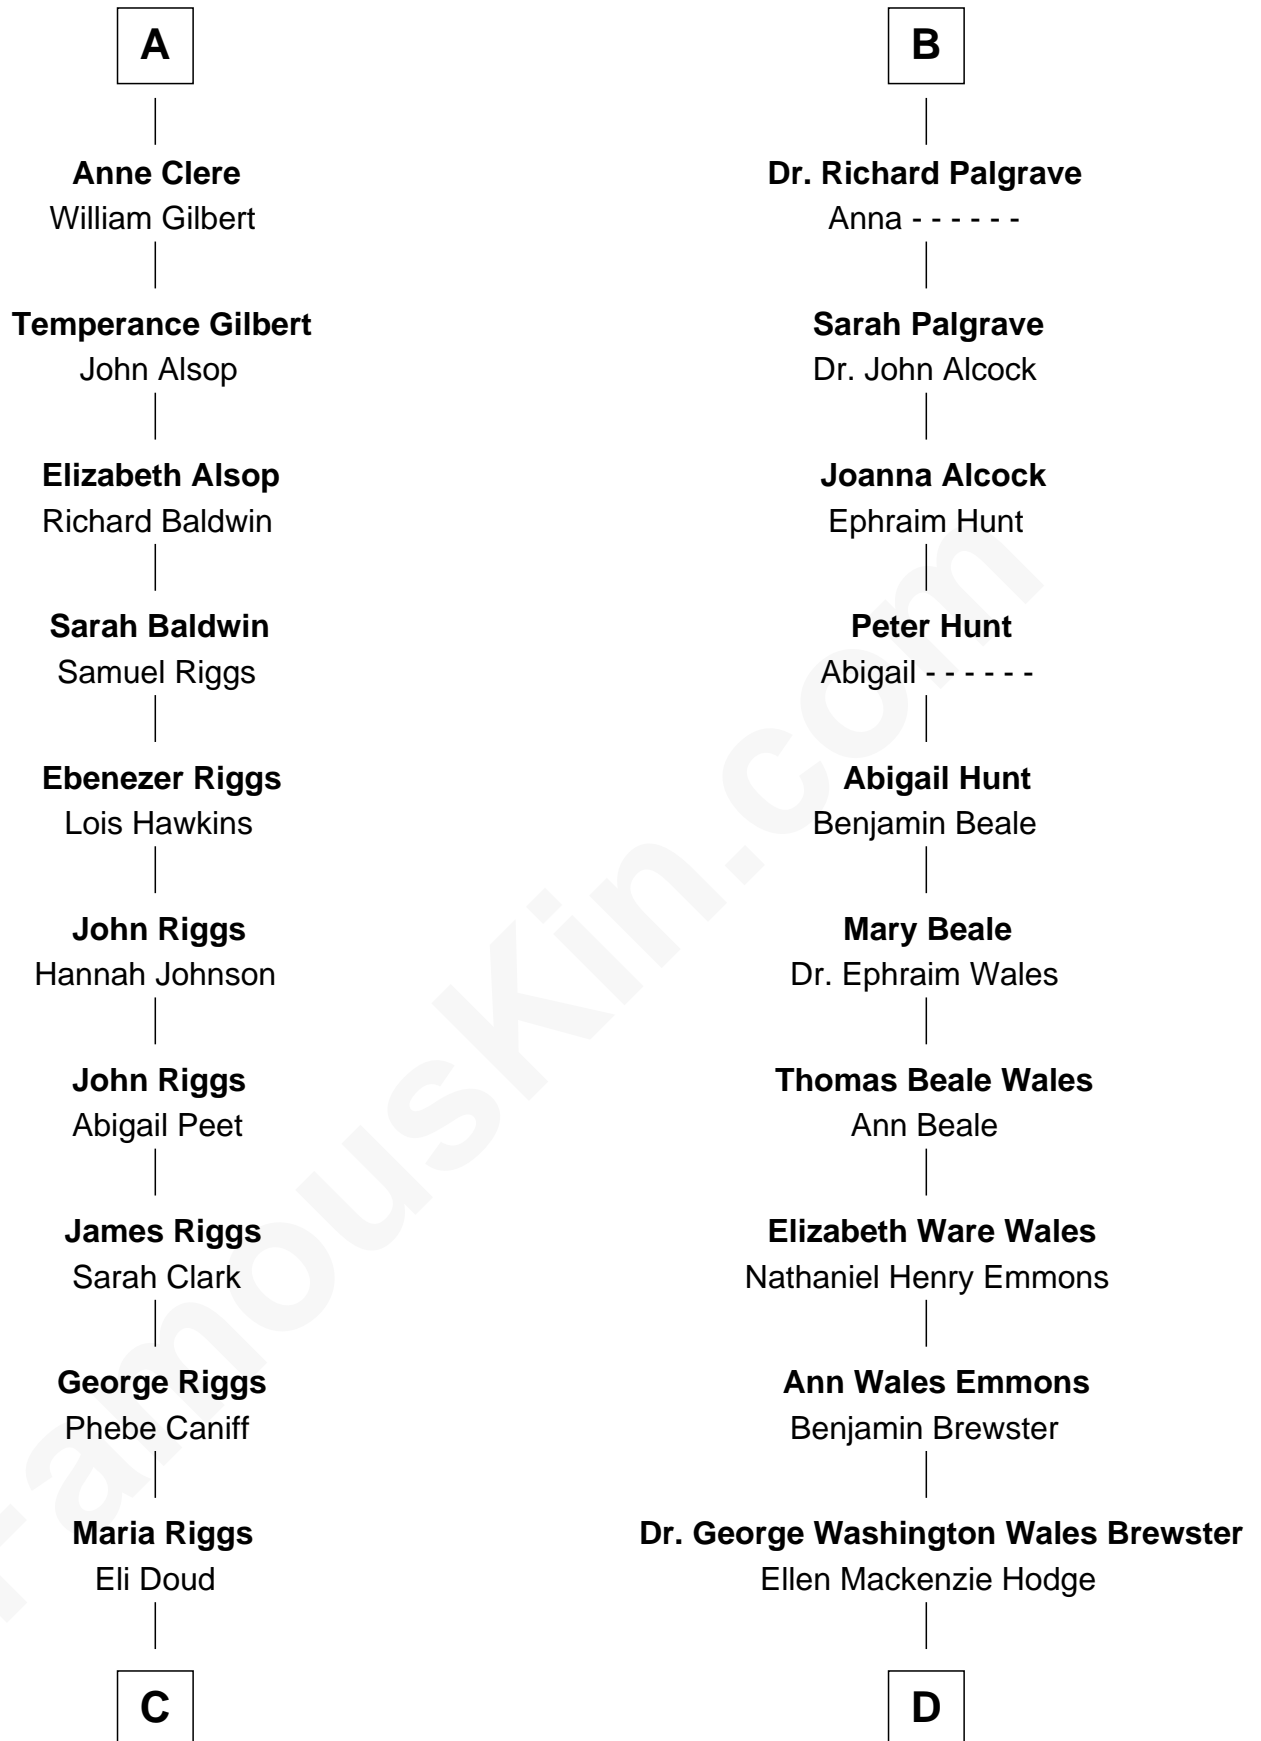 A
Anne Clere
William Gilbert
Temperance Gilbert
John Alsop
Elizabeth Alsop
Richard Baldwin
Sarah Baldwin
Samuel Riggs
Ebenezer Riggs
Lois Hawkins
John Riggs
Hannah Johnson
John Riggs
Abigail Peet
James Riggs
Sarah Clark
George Riggs
Phebe Caniff
Maria Riggs
Eli Doud
C
B
Dr. Richard Palgrave
Anna - - - - - -
Sarah Palgrave
Dr. John Alcock
Joanna Alcock
Ephraim Hunt
Peter Hunt
Abigail - - - - - -
Abigail Hunt
Benjamin Beale
Mary Beale
Dr. Ephraim Wales
Thomas Beale Wales
Ann Beale
Elizabeth Ware Wales
Nathaniel Henry Emmons
Ann Wales Emmons
Benjamin Brewster
Dr. George Washington Wales Brewster
Ellen Mackenzie Hodge
D
FamousKin.com